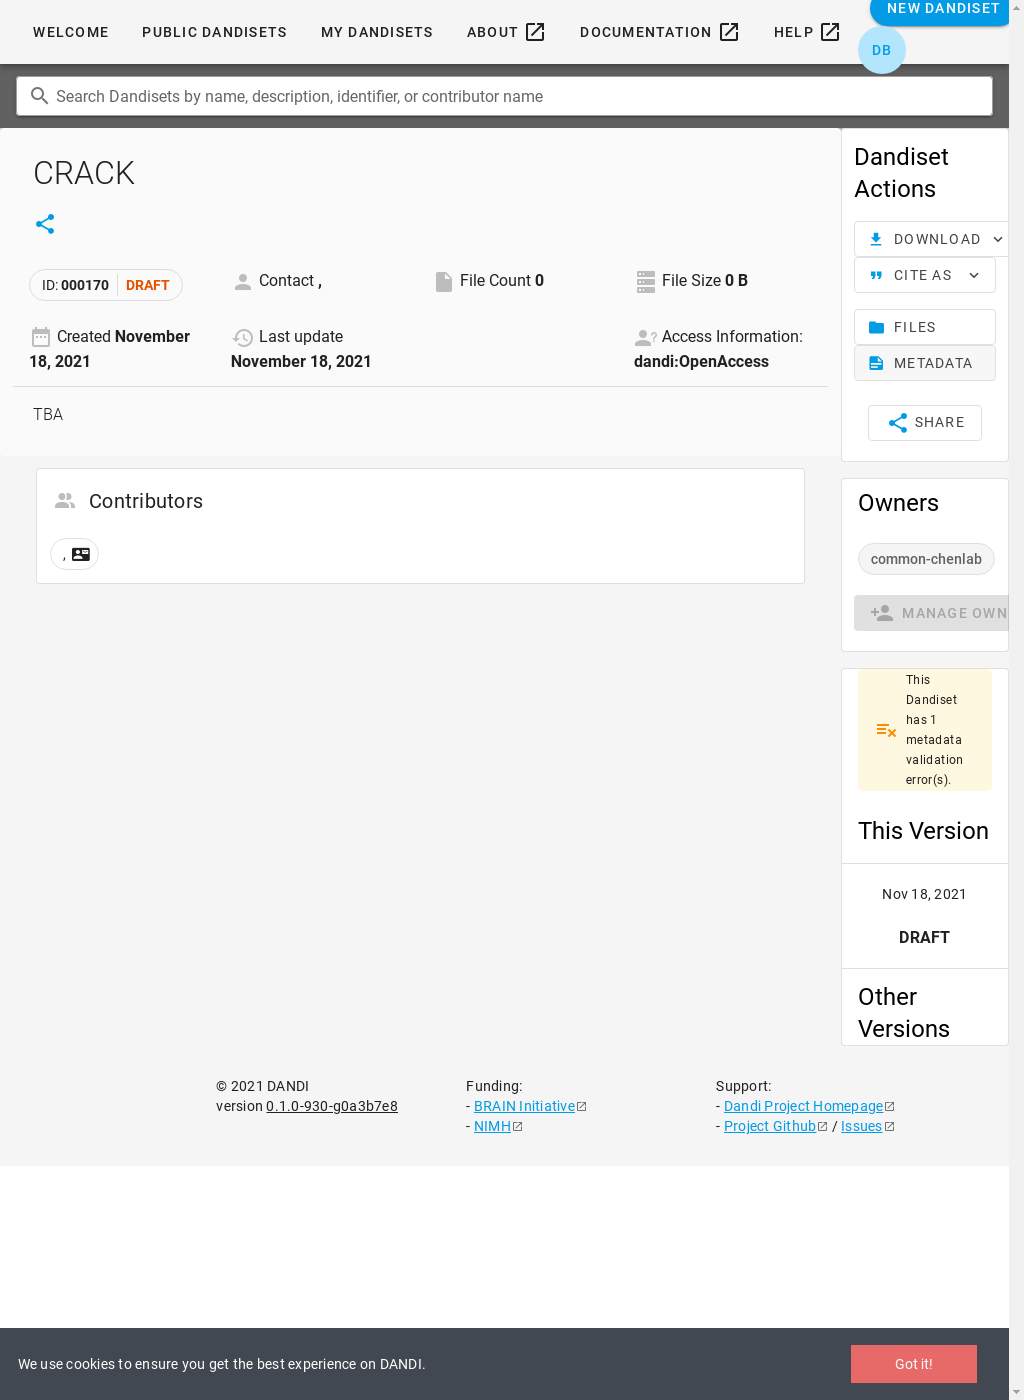 WELCOME
PUBLIC DANDISETS
MY DANDISETS
ABOUT
DOCUMENTATION
HELP
NEW DANDISET
DB
Search Dandisets by name, description, identifier, or contributor name
CRACK
ID: 000170 DRAFT
Contact ,
File Count 0
File Size 0 B
Created November
18, 2021
Last update
November 18, 2021
Access Information:
dandi:OpenAccess
TBA
Contributors
,
Dandiset
Actions
DOWNLOAD
CITE AS
FILES
METADATA
SHARE
Owners
common-chenlab
MANAGE OWN
This
Dandiset
has 1
metadata
validation
error(s).
This Version
Nov 18, 2021
DRAFT
Other
Versions
© 2021 DANDI
version 0.1.0-930-g0a3b7e8
Funding:
- BRAIN Initiative
- NIMH
Support:
- Dandi Project Homepage
- Project Github / Issues
We use cookies to ensure you get the best experience on DANDI.
Got it!